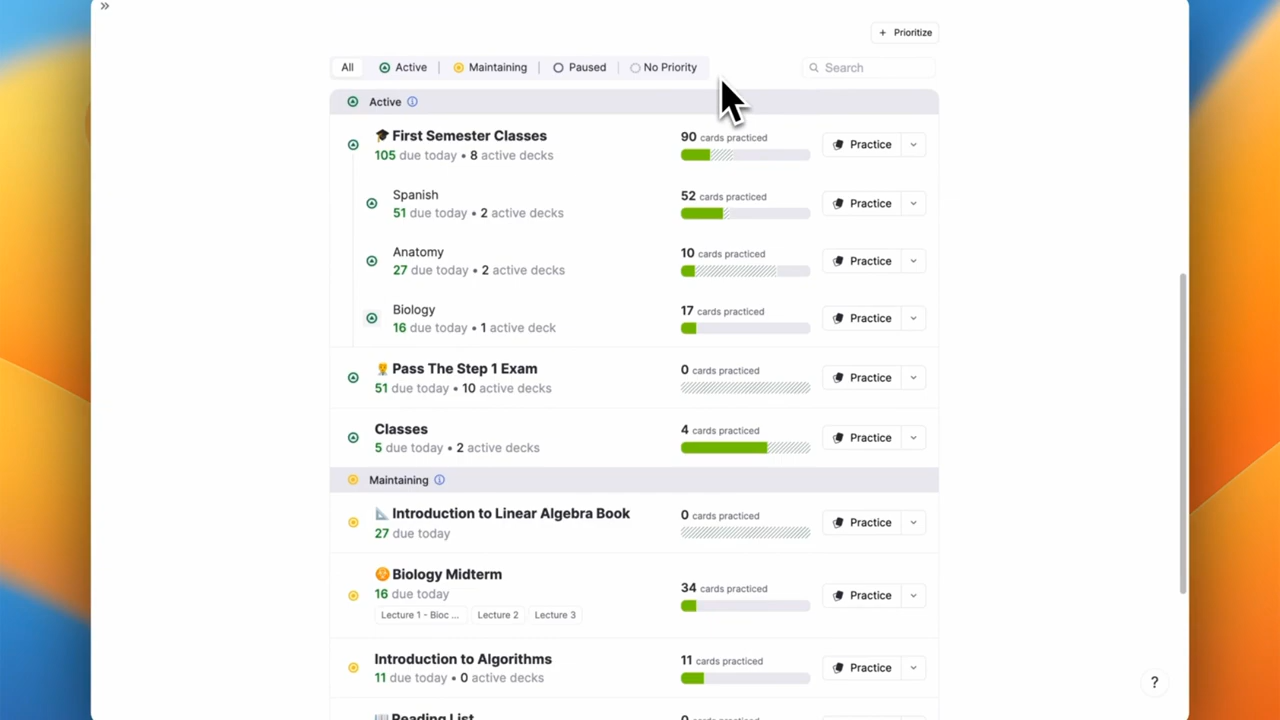 »
+ Prioritize
All Active | Maintaining | Paused | No Priority
Search
Active
🎓 First Semester Classes
105 due today • 8 active decks
90 cards practiced
Practice
Spanish
51 due today • 2 active decks
52 cards practiced
Practice
Anatomy
27 due today • 2 active decks
10 cards practiced
Practice
Biology
16 due today • 1 active deck
17 cards practiced
Practice
Pass The Step 1 Exam
51 due today • 10 active decks
0 cards practiced
Practice
Classes
5 due today • 2 active decks
4 cards practiced
Practice
Maintaining
📐 Introduction to Linear Algebra Book
27 due today
0 cards practiced
Practice
Biology Midterm
16 due today
Lecture 1 - Bioc ... Lecture 2 Lecture 3
34 cards practiced
Practice
Introduction to Algorithms
11 due today • 0 active decks
11 cards practiced
Practice
📖 Reading List
0 cards practiced
?